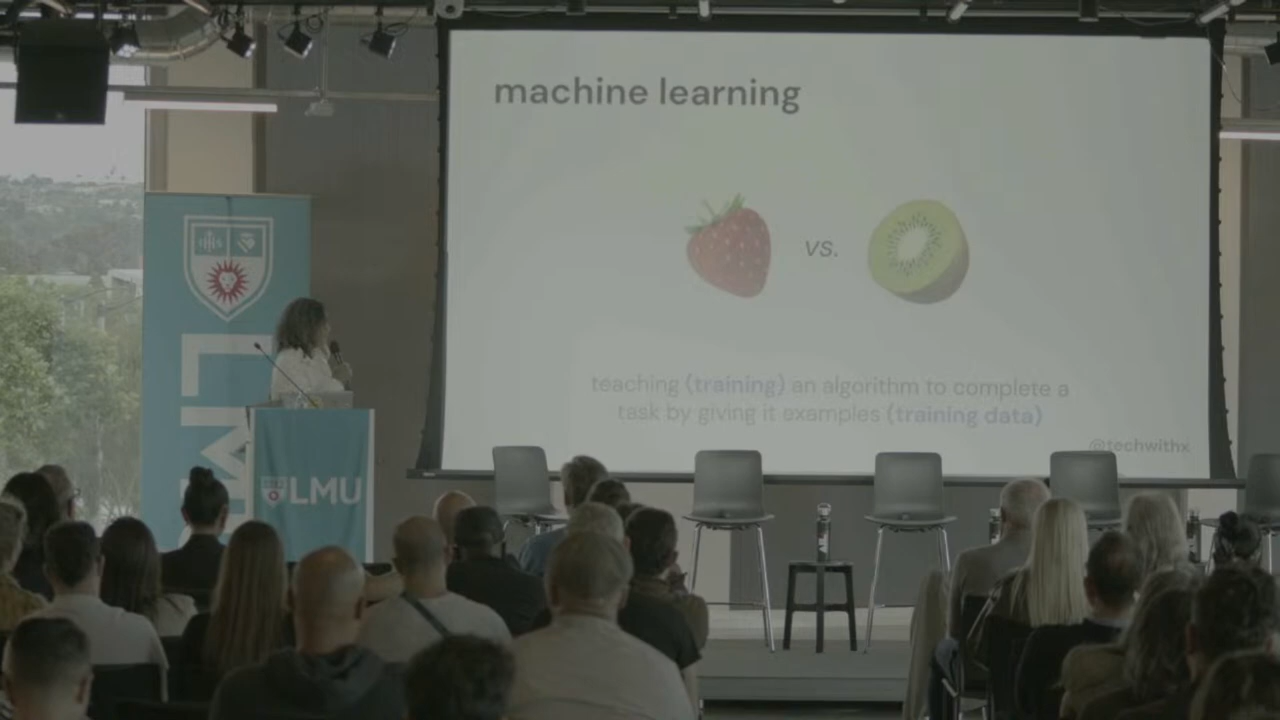 machine learning
vs.
teaching (training) an algorithm to complete a
task by giving it examples (training data)
@techwithx
LMU
LMU